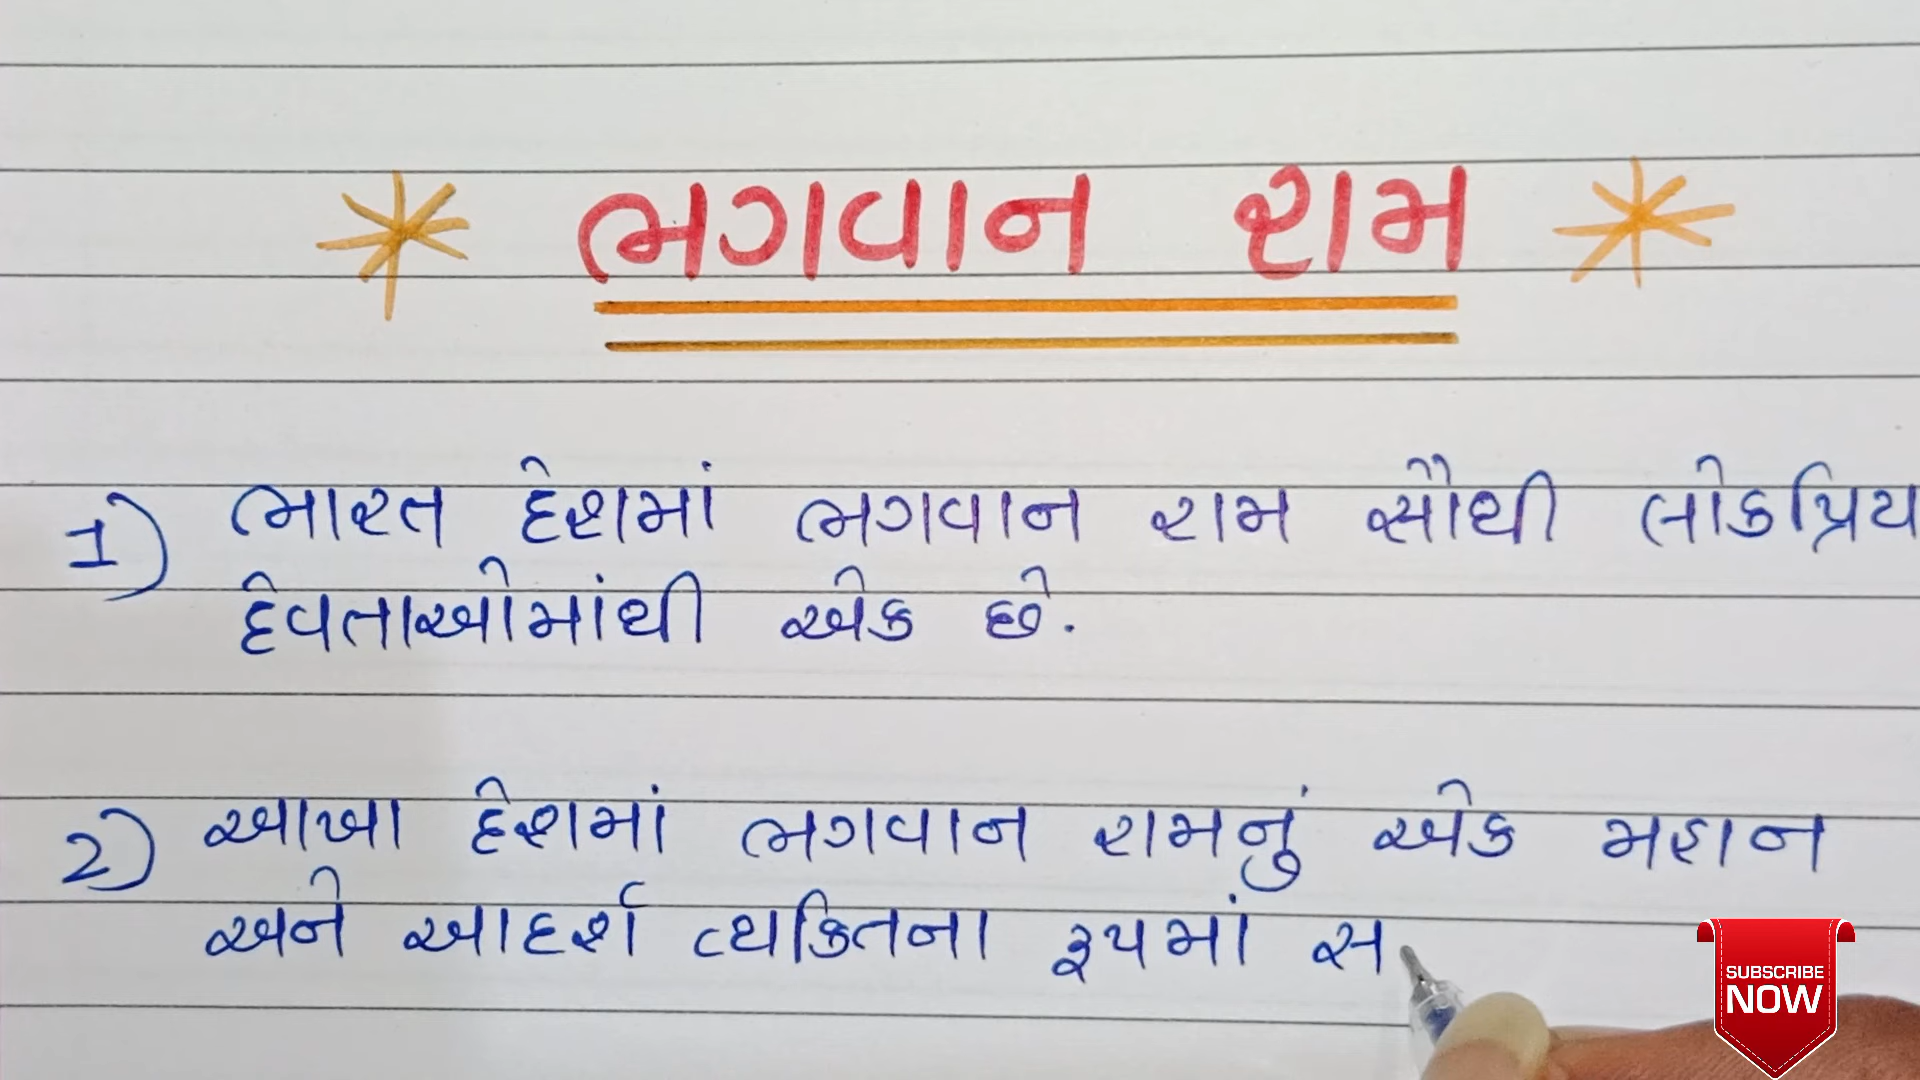 ભગવાન રામ
1) ભારત દેશમાં ભગવાન રામ સૌથી લોકપ્રિય
દેવતાઓમાંથી એક છે.
2) આખા દેશમાં ભગવાન રામનું એક મહાન
અને આદર્શ વ્યકિતના રૂપમાં સ
SUBSCRIBE
NOW